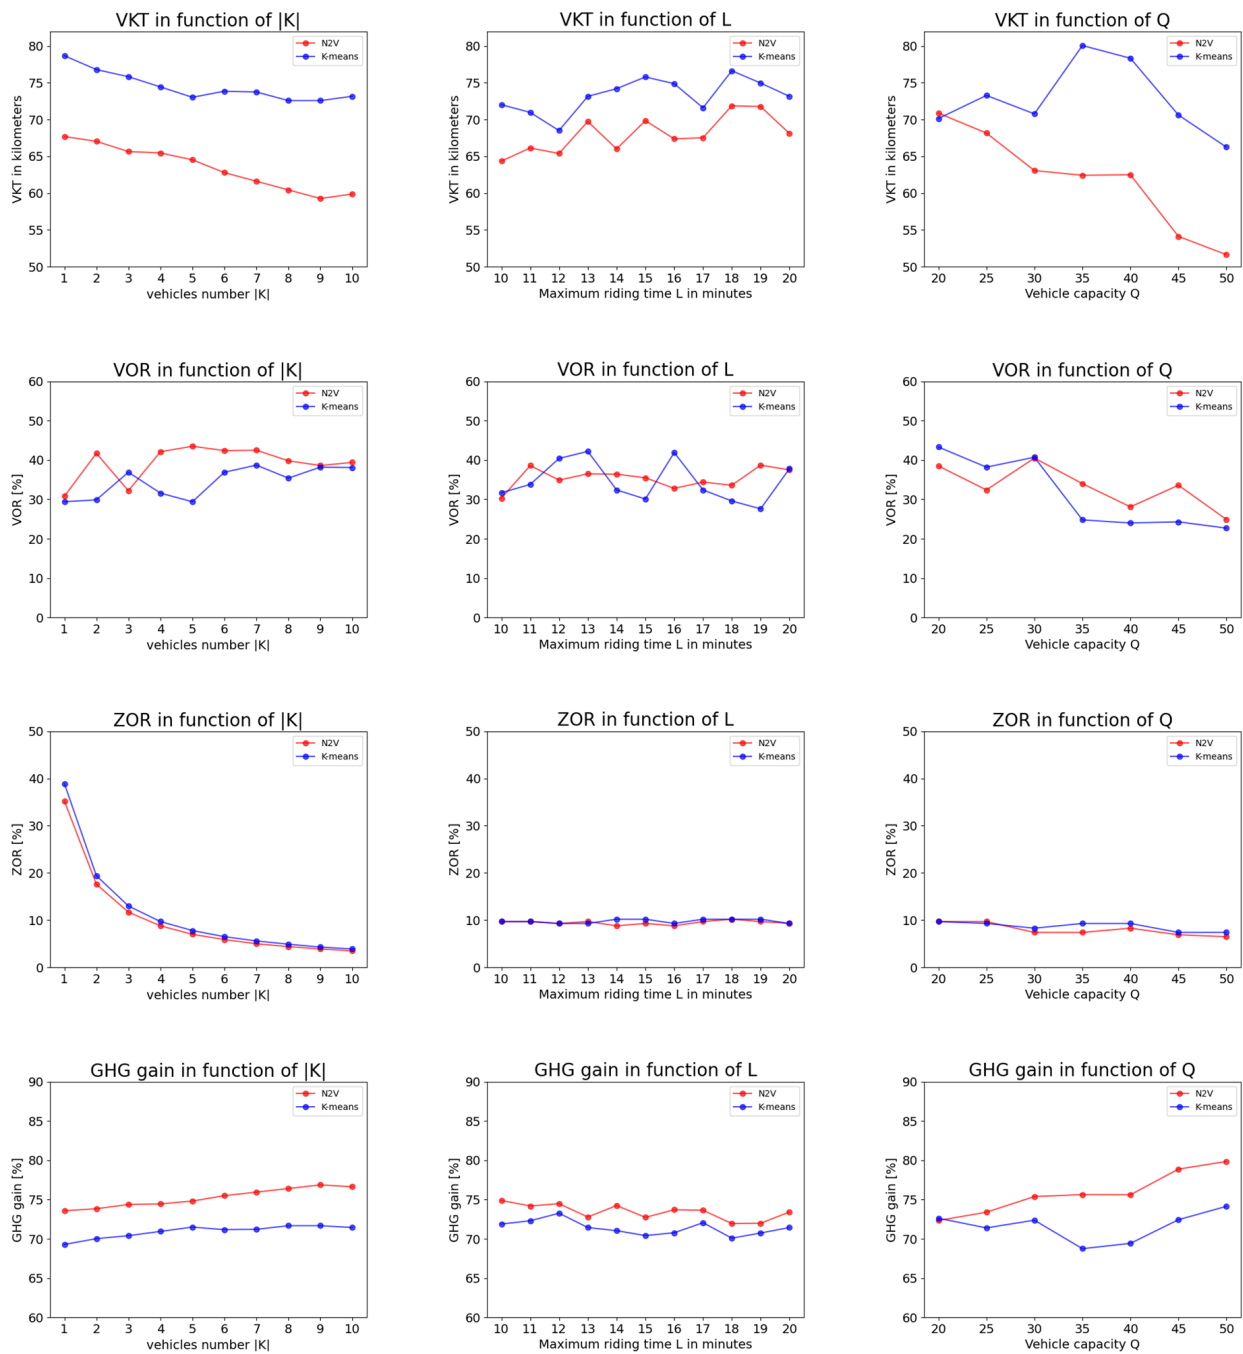 VKT in function of |K|
VKT in kilometers
80
75
70
65
60
55
50
N2V
K-means
1 2 3 4 5 6 7 8 9 10
vehicles number |K|
VKT in function of L
VKT in kilometers
80
75
70
65
60
55
50
N2V
K-means
10 11 12 13 14 15 16 17 18 19 20
Maximum riding time L in minutes
VKT in function of Q
VKT in kilometers
80
75
70
65
60
55
50
N2V
K-means
20 25 30 35 40 45 50
Vehicle capacity Q
VOR in function of |K|
VOR [%]
60
50
40
30
20
10
0
N2V
K-means
1 2 3 4 5 6 7 8 9 10
vehicles number |K|
VOR in function of L
VOR [%]
60
50
40
30
20
10
0
N2V
K-means
10 11 12 13 14 15 16 17 18 19 20
Maximum riding time L in minutes
VOR in function of Q
VOR [%]
60
50
40
30
20
10
0
N2V
K-means
20 25 30 35 40 45 50
Vehicle capacity Q
ZOR in function of |K|
ZOR [%]
50
40
30
20
10
0
N2V
K-means
1 2 3 4 5 6 7 8 9 10
vehicles number |K|
ZOR in function of L
ZOR [%]
50
40
30
20
10
0
N2V
K-means
10 11 12 13 14 15 16 17 18 19 20
Maximum riding time L in minutes
ZOR in function of Q
ZOR [%]
50
40
30
20
10
0
N2V
K-means
20 25 30 35 40 45 50
Vehicle capacity Q
GHG gain in function of |K|
GHG gain [%]
90
85
80
75
70
65
60
N2V
K-means
1 2 3 4 5 6 7 8 9 10
vehicles number |K|
GHG gain in function of L
GHG gain [%]
90
85
80
75
70
65
60
N2V
K-means
10 11 12 13 14 15 16 17 18 19 20
Maximum riding time L in minutes
GHG gain in function of Q
GHG gain [%]
90
85
80
75
70
65
60
N2V
K-means
20 25 30 35 40 45 50
Vehicle capacity Q